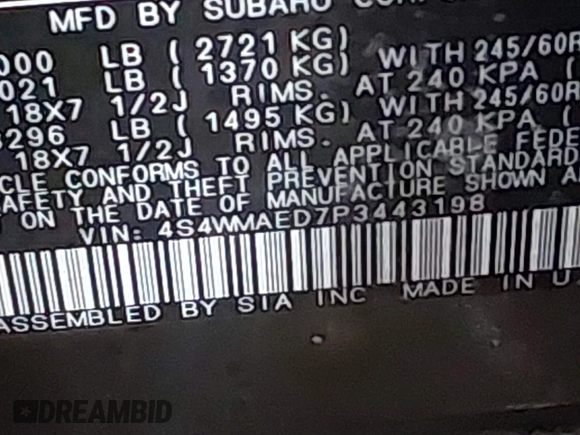 MFD BY SUBARU
000 LB ( 2721 KG)
021 LB ( 1370 KG) WITH 245/60R
18X7 1/2J RIMS. AT 240 KPA (
3296 LB ( 1495 KG) WITH 245/60R
18X7 1/2J RIMS. AT 240 KPA (
CLE CONFORMS TO ALL APPLICABLE FEDE
AFETY AND THEFT PREVENTION STANDARD
ON THE DATE OF MANUFACTURE SHOWN A
VIN: 4S4WMAED7P3443198
ASSEMBLED BY SIA INC MADE IN U
DREAMBID